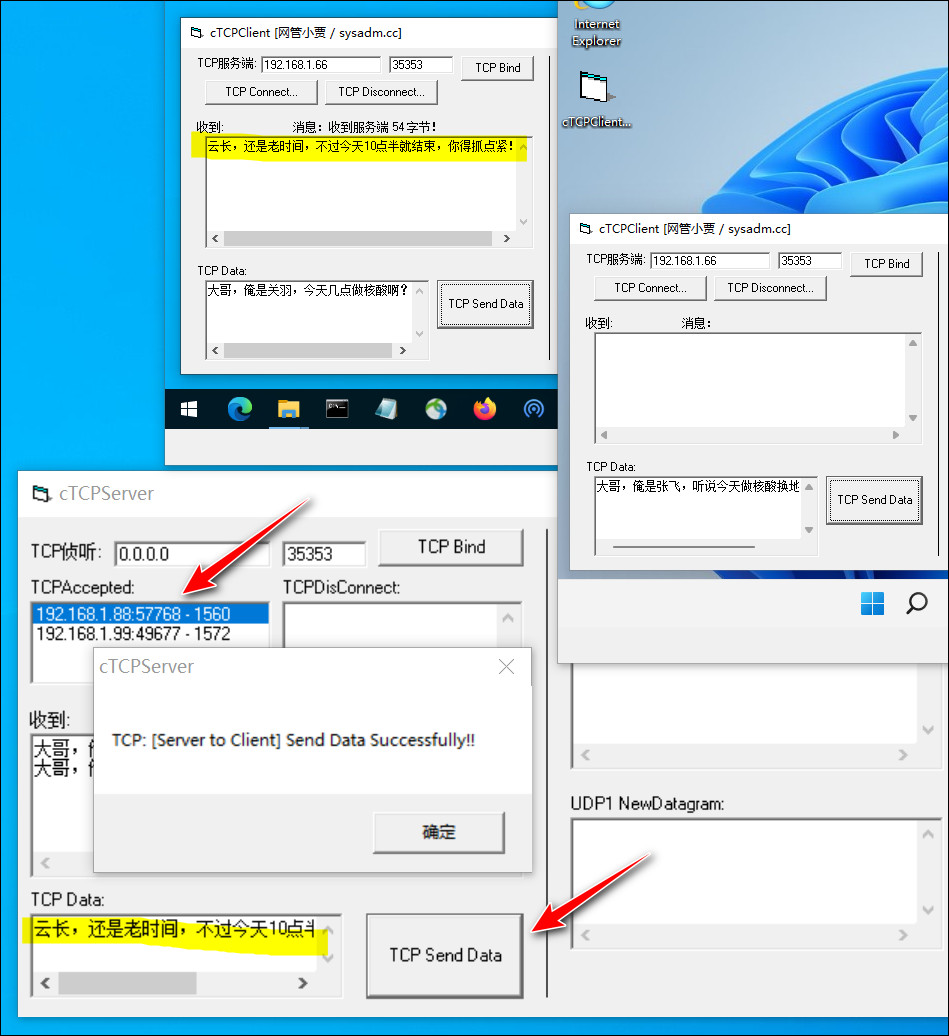 cTCPClient [网管小贾 / sysadm.cc]
TCP服务端: 192.168.1.66 35353 TCP Bind
TCP Connect... TCP Disconnect...
收到: 消息：收到服务端 54 字节！
云长，还是老时间，不过今天10点半就结束，你得抓点紧！
TCP Data:
大哥，俺是关羽，今天几点做核酸啊？
TCP Send Data
Internet
Explorer
cTCPClient...
cTCPClient [网管小贾 / sysadm.cc]
TCP服务端: 192.168.1.66 35353 TCP Bind
TCP Connect... TCP Disconnect...
收到: 消息：
TCP Data:
大哥，俺是张飞，听说今天做核酸换地
TCP Send Data
cTCPServer
TCP侦听: 0.0.0.0 35353 TCP Bind
TCPAccepted: TCPDisConnect:
192.168.1.88:57768 - 1560
192.168.1.99:49677 - 1572
收到:
大哥，
大哥，
cTCPServer
TCP: [Server to Client] Send Data Successfully!!
确定
TCP Data:
云长，还是老时间，不过今天10点
TCP Send Data
UDP1 NewDatagram: